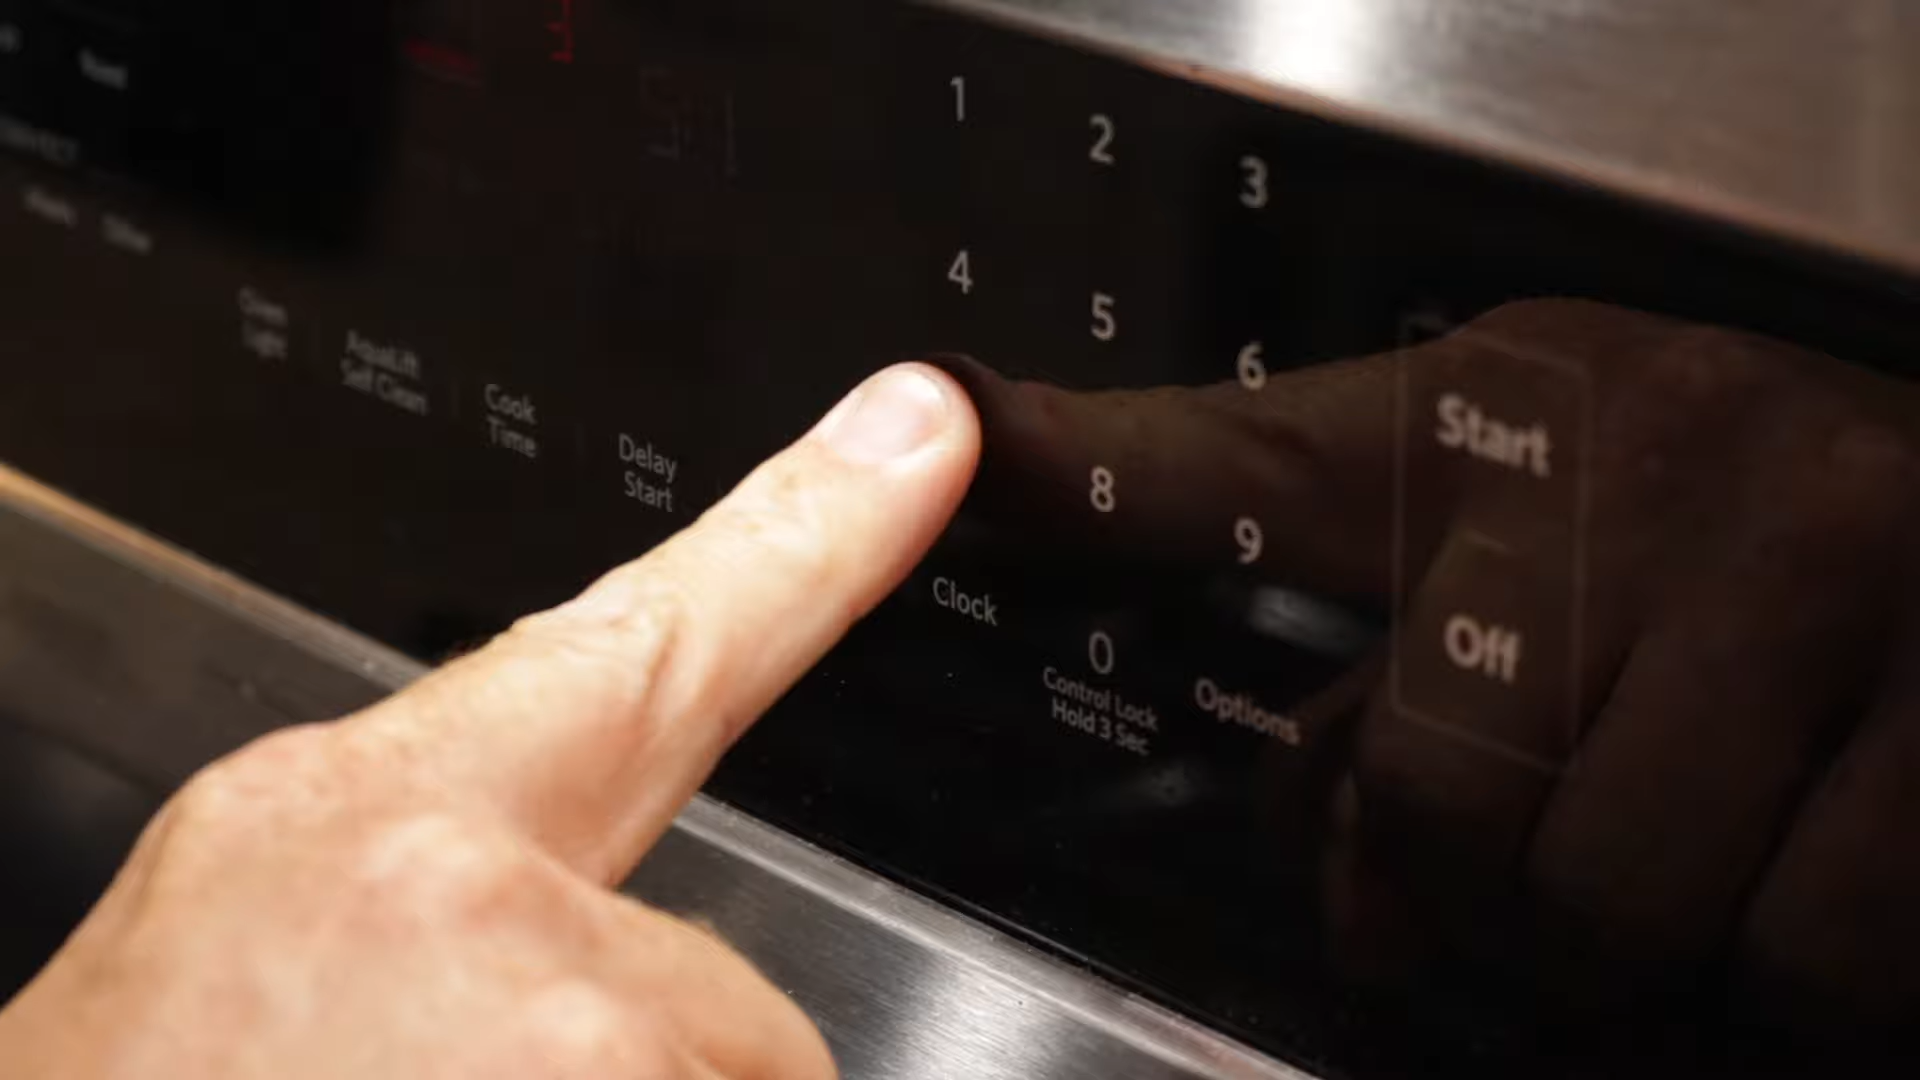 1
2
3
4
5
6
8
9
Oven
Light
AquaLift
Self Clean
Cook
Time
Delay
Start
Clock
0
Control Lock
Hold 3 Sec
Options
Start
Off